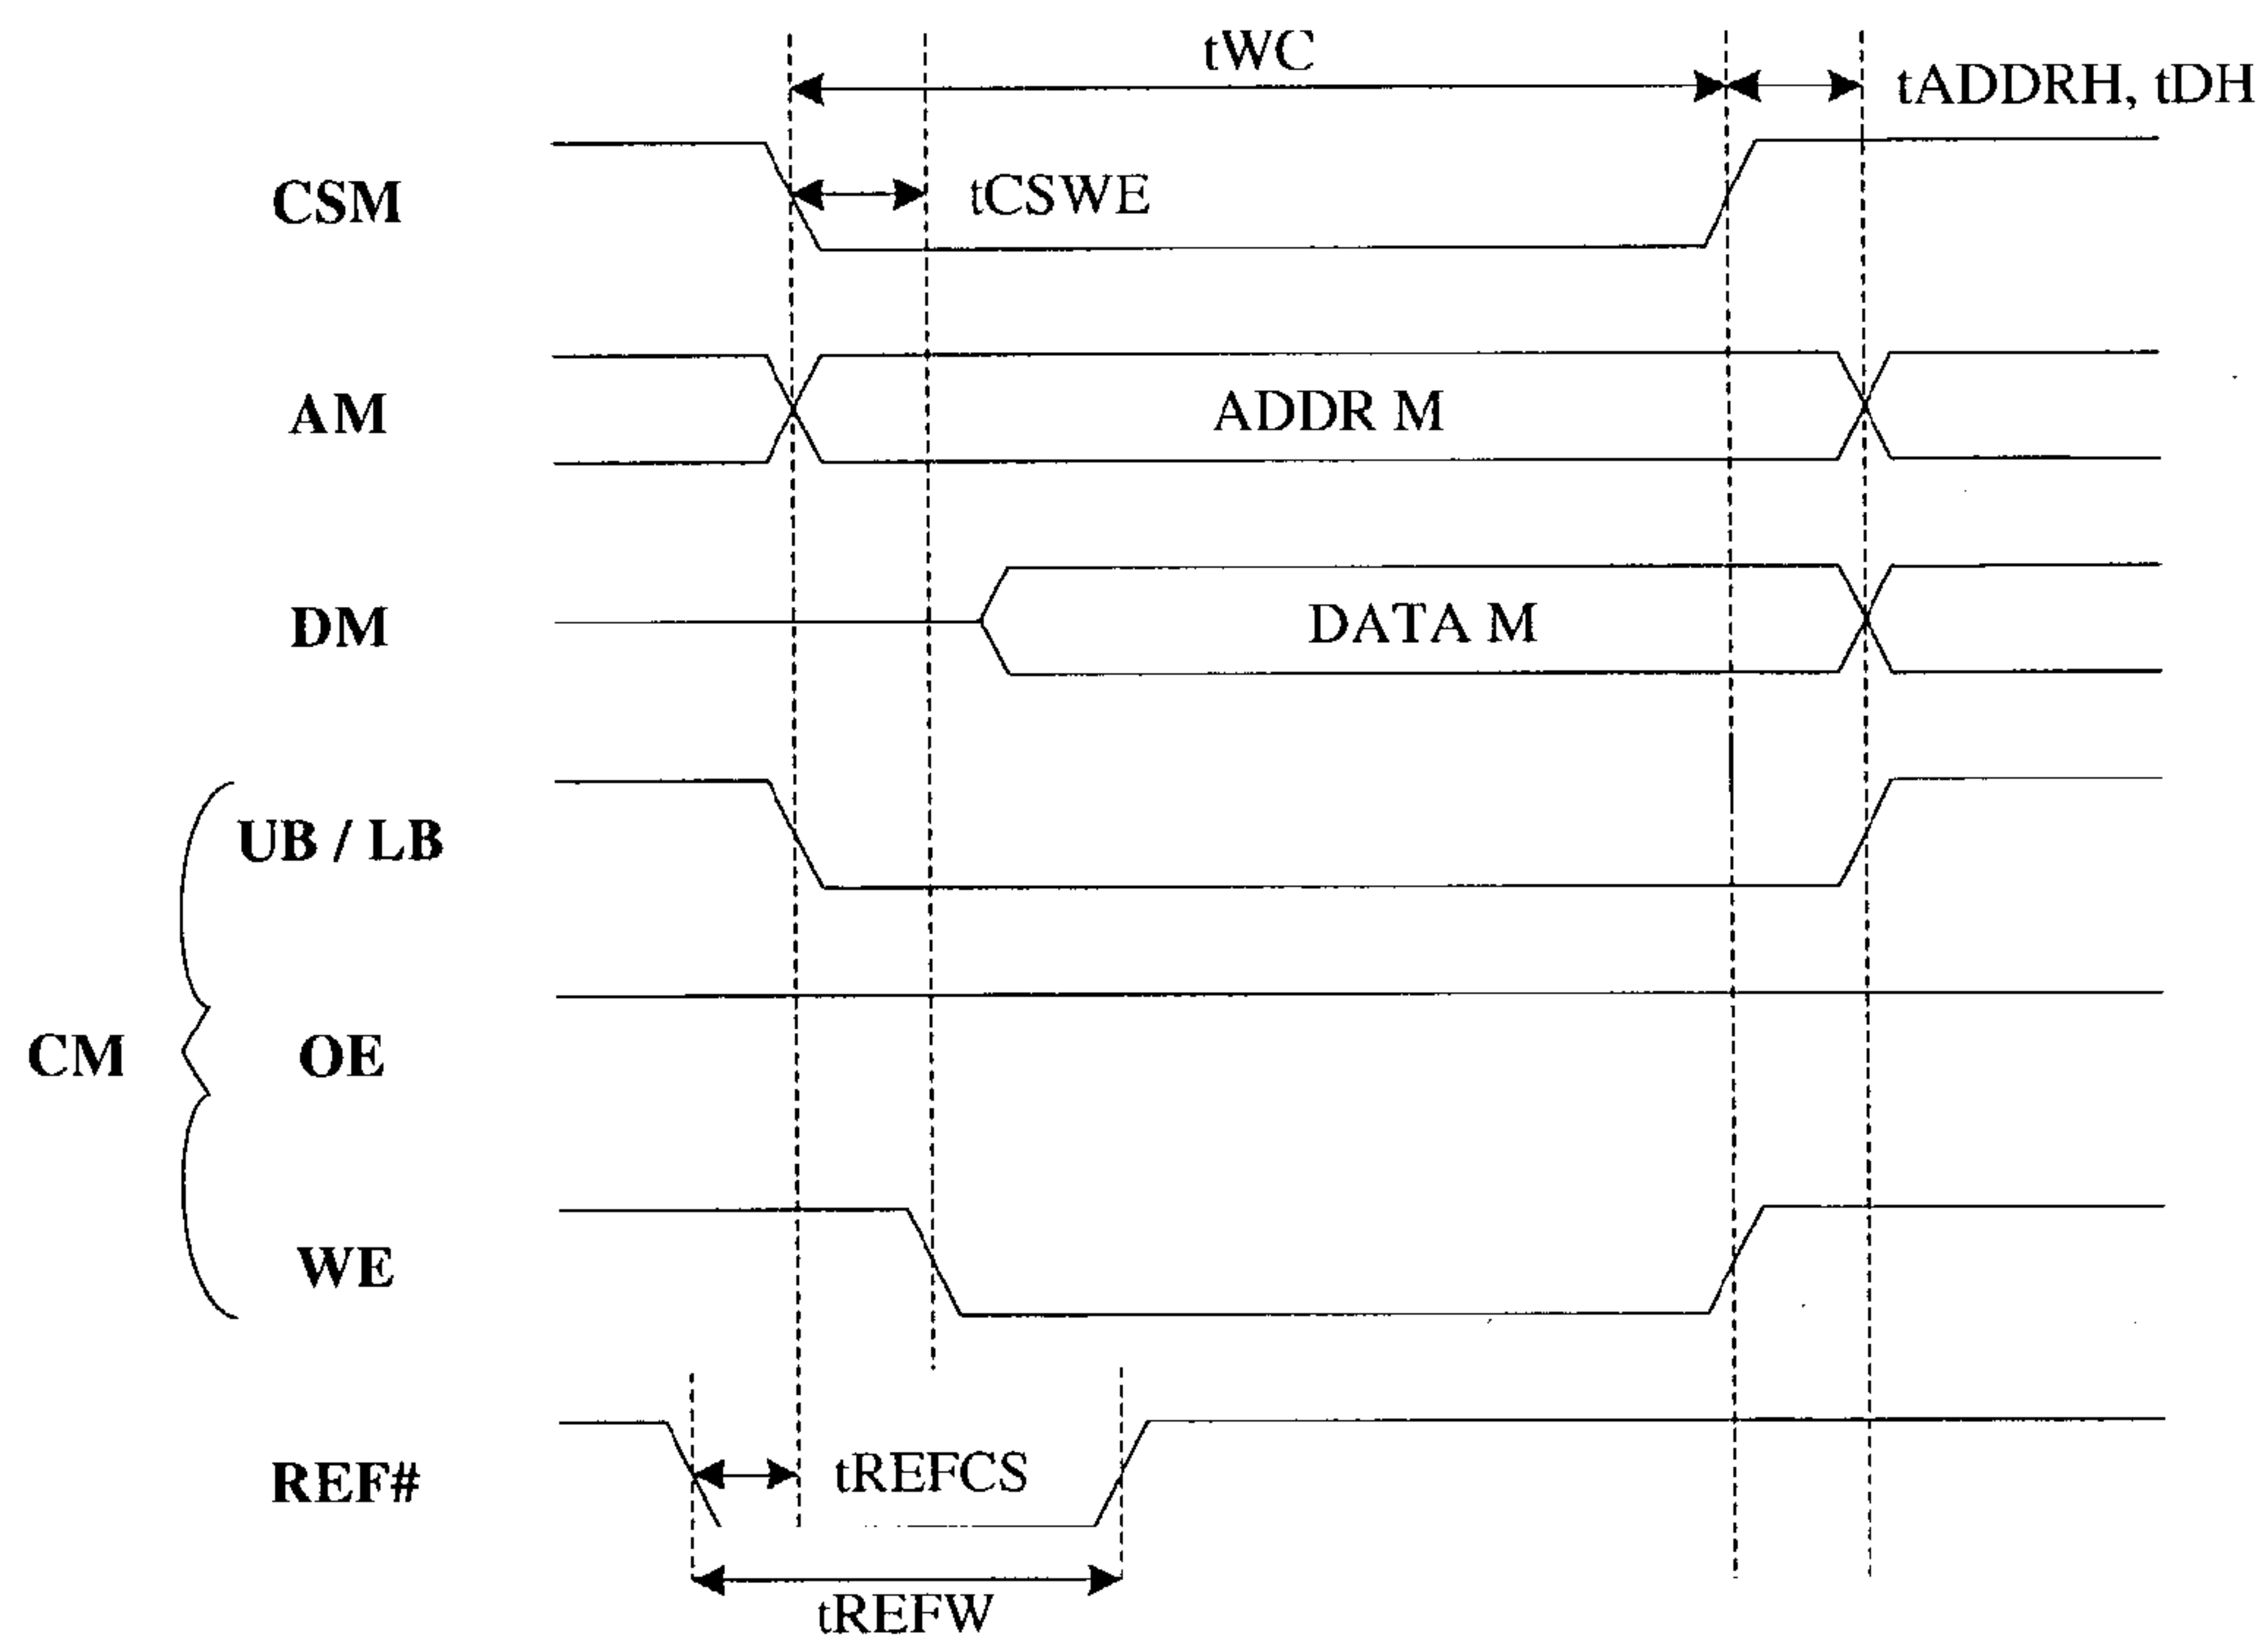 tWC
tADDRH, tDH
CSM
tCSWE
AM
ADDR M
DM
DATA M
UB / LB
CM
OE
WE
REF#
tREFCS
tREFW